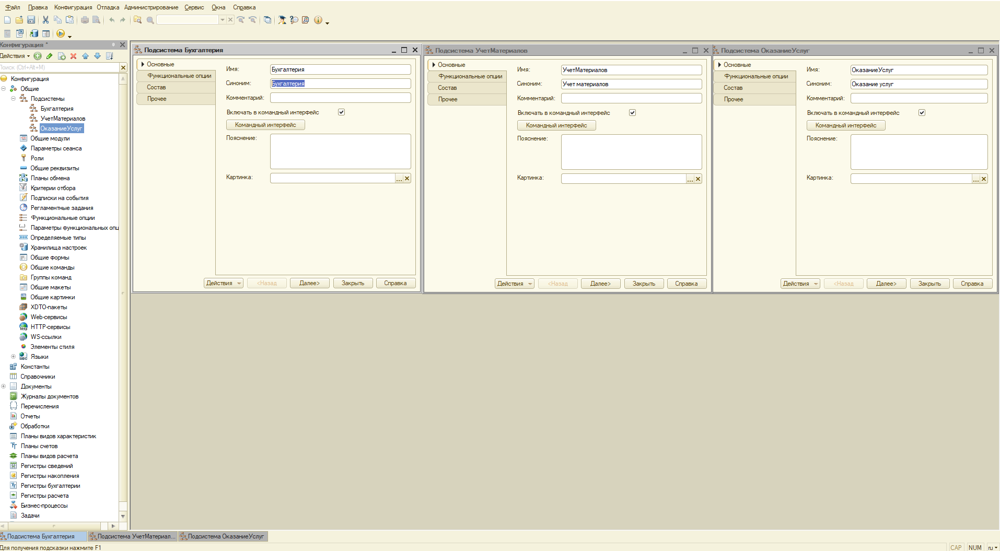 Файл Правка Конфигурация Отладка Администрирование Сервис Окна Справка
Конфигурация *
Действия
Поиск (Ctrl+Alt+M)
Конфигурация
Общие
Подсистемы
Бухгалтерия
УчетМатериалов
ОказаниеУслуг
Общие модули
Параметры сеанса
Роли
Общие реквизиты
Планы обмена
Критерии отбора
Подписки на события
Регламентные задания
Функциональные опции
Параметры функциональных опц
Определяемые типы
Хранилища настроек
Общие формы
Общие команды
Группы команд
Общие макеты
Общие картинки
XDTO-пакеты
Web-сервисы
HTTP-сервисы
WS-ссылки
Элементы стиля
Языки
Константы
Справочники
Документы
Журналы документов
Перечисления
Отчеты
Обработки
Планы видов характеристик
Планы счетов
Планы видов расчета
Регистры сведений
Регистры накопления
Регистры бухгалтерии
Регистры расчета
Бизнес-процессы
Задачи
Подсистема Бухгалтерия
Основные
Функциональные опции
Состав
Прочее
Имя: Бухгалтерия
Синоним: Бухгалтерия
Комментарий:
Включать в командный интерфейс
Командный интерфейс
Пояснение:
Картинка:
Действия <Назад Далее> Закрыть Справка
Подсистема УчетМатериалов
Основные
Функциональные опции
Состав
Прочее
Имя: УчетМатериалов
Синоним: Учет материалов
Комментарий:
Включать в командный интерфейс
Командный интерфейс
Пояснение:
Картинка:
Действия <Назад Далее> Закрыть Справка
Подсистема ОказаниеУслуг
Основные
Функциональные опции
Состав
Прочее
Имя: ОказаниеУслуг
Синоним: Оказание услуг
Комментарий:
Включать в командный интерфейс
Командный интерфейс
Пояснение:
Картинка:
Действия <Назад Далее> Закрыть Справка
Подсистема Бухгалтерия Подсистема УчетМатериал... Подсистема ОказаниеУслуг
Для получения подсказки нажмите F1 CAP NUM ru